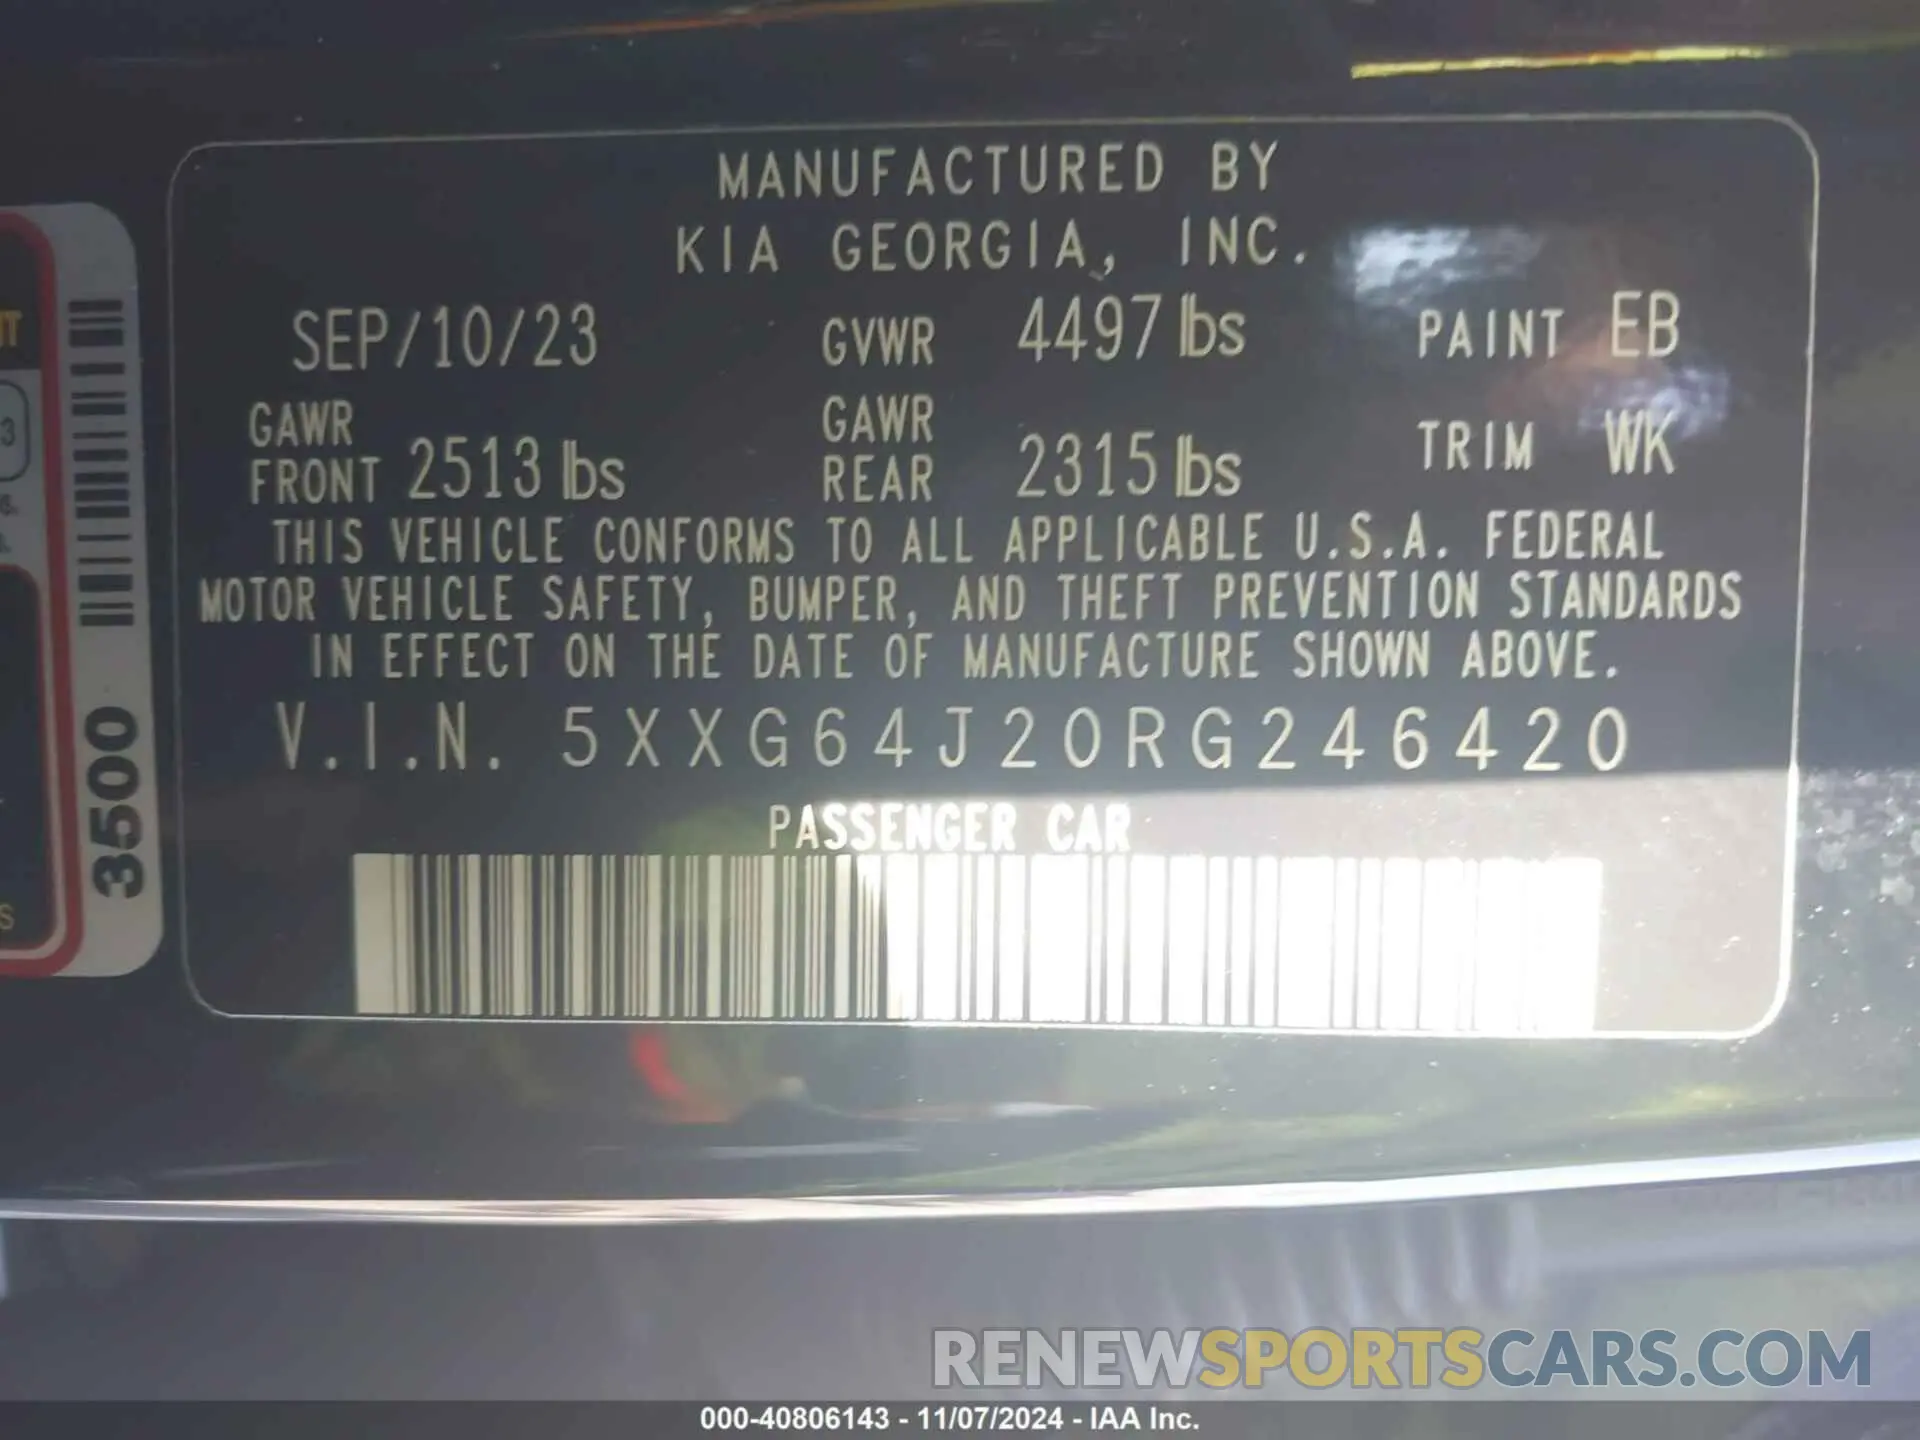 MANUFACTURED BY
KIA GEORGIA, INC.
SEP/10/23 GVWR 4497 lbs PAINT EB
GAWR FRONT 2513 lbs GAWR REAR 2315 lbs TRIM WK
THIS VEHICLE CONFORMS TO ALL APPLICABLE U.S.A. FEDERAL
MOTOR VEHICLE SAFETY, BUMPER, AND THEFT PREVENTION STANDARDS
IN EFFECT ON THE DATE OF MANUFACTURE SHOWN ABOVE.
V.I.N. 5XXG64J20RG246420
PASSENGER CAR
3500
RENEWSPORTSCARS.COM
000-40806143 - 11/07/2024 - IAA Inc.